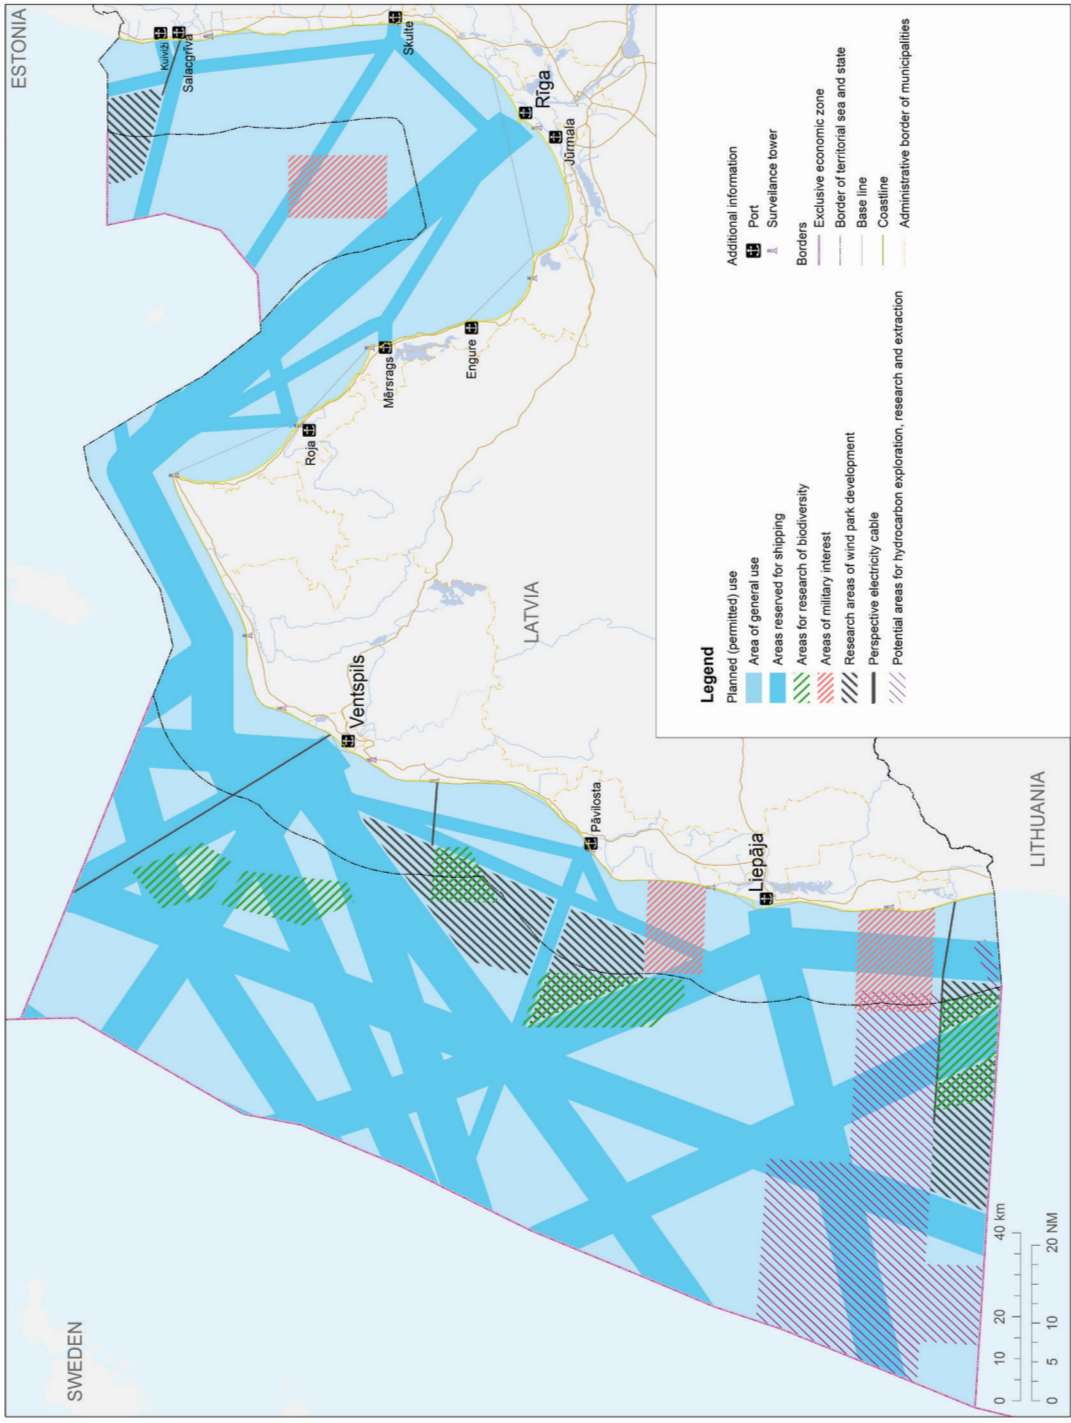 ESTONIA
Kuiviži
Salacgrīva
Skulte
Rīga
Jūrmala
Engure
Mērsrags
Roja
LATVIA
Ventspils
Pāvilosta
Liepāja
LITHUANIA
SWEDEN
0 10 20 40 km
0 5 10 20 NM
Legend
Planned (permitted) use
Area of general use
Areas reserved for shipping
Areas for research of biodiversity
Areas of military interest
Research areas of wind park development
Perspective electricity cable
Potential areas for hydrocarbon exploration, research and extraction
Additional information
Port
Surveilance tower
Borders
Exclusive economic zone
Border of territorial sea and state
Base line
Coastline
Administrative border of municipalities